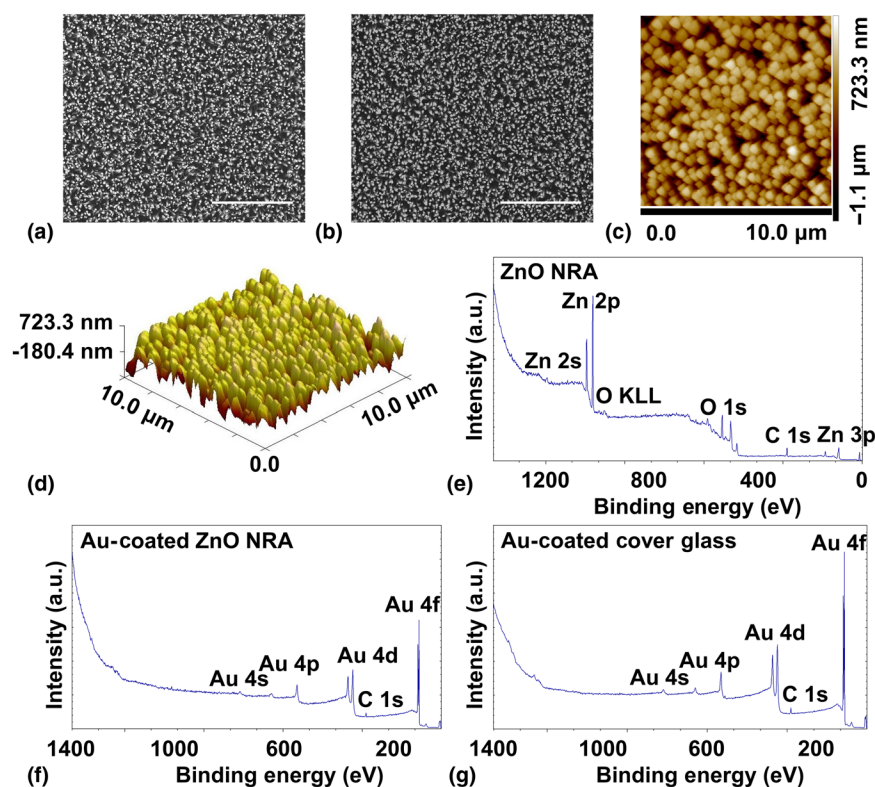 (a)
(b)
(c)
723.3 nm
−1.1 µm
0.0 10.0 µm
(d)
723.3 nm
-180.4 nm
10.0 µm
10.0 µm
0.0
(e)
ZnO NRA
Zn 2p
Zn 2s
O KLL
O 1s
C 1s
Zn 3p
Intensity (a.u.)
1200 800 400 0
Binding energy (eV)
(f)
Au-coated ZnO NRA
Au 4f
Au 4d
Au 4p
Au 4s
C 1s
Intensity (a.u.)
1400 1000 600 200
Binding energy (eV)
(g)
Au-coated cover glass
Au 4f
Au 4d
Au 4p
Au 4s
C 1s
Intensity (a.u.)
1400 1000 600 200
Binding energy (eV)